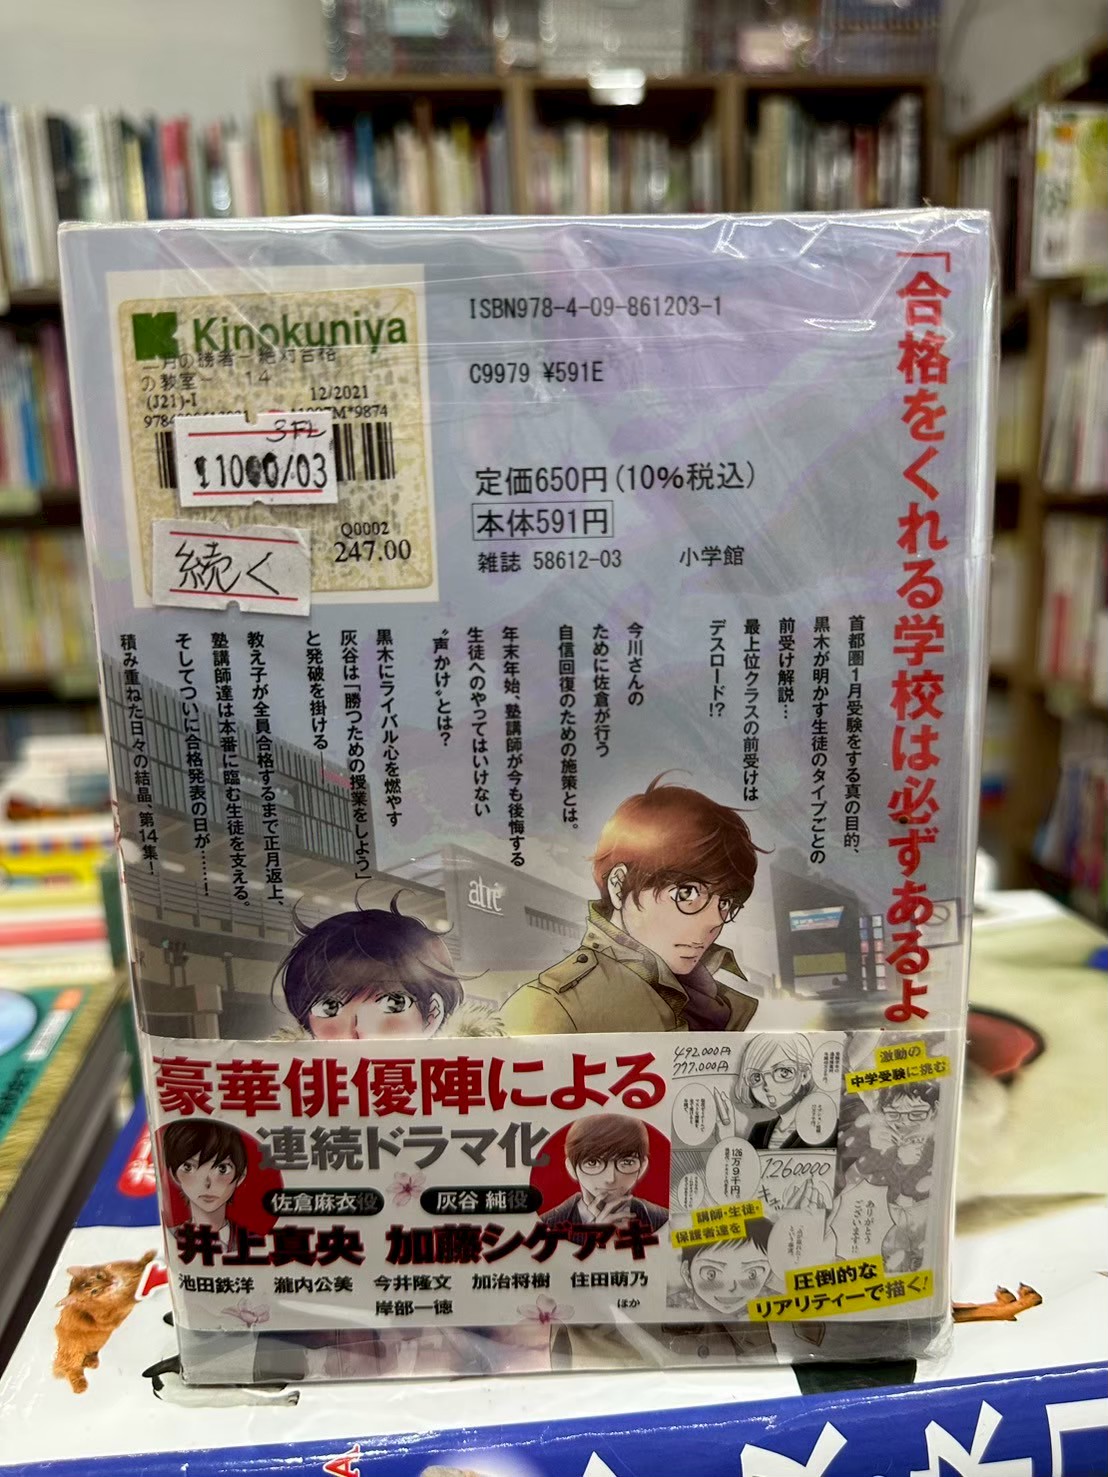 「合格をくれる学校は必ずあるよ
Kinokuniya
二月の勝者－絶対合格
の教室－ 14
(J21)-I 12/2021
3FL
1000/03
続く
Q0002
247.00
ISBN978-4-09-861203-1
C9979 ¥591E
定価650円(10%税込)
本体591円
雑誌 58612-03 小学館
首都圏1月受験をする真の目的、
黒木が明かす生徒のタイプごとの
前受け解説…
最上位クラスの前受けは
デスロード!?
今川さんの
ために佐倉が行う
自信回復のための施策とは。
年末年始、塾講師が今も後悔する
生徒へのやってはいけない
〝声かけ〟とは？
黒木にライバル心を燃やす
灰谷は「勝つための授業をしよう」
と発破を掛ける――
教え子が全員合格するまで正月返上、
塾講師達は本番に臨む生徒を支える。
そしてついに合格発表の日が……！
積み重ねた日々の結晶、第14集！
atré
豪華俳優陣による
連続ドラマ化
佐倉麻衣役
灰谷 純役
井上真央 加藤シゲアキ
池田鉄洋 瀧内公美 今井隆文 加治将樹 住田萌乃
岸部一徳 ほか
激動の
中学受験に挑む
492,000円
777,000円
126万9千円
1260000
ありがとう
ございます!!
講師・生徒・
保護者達を
圧倒的な
リアリティーで描く！